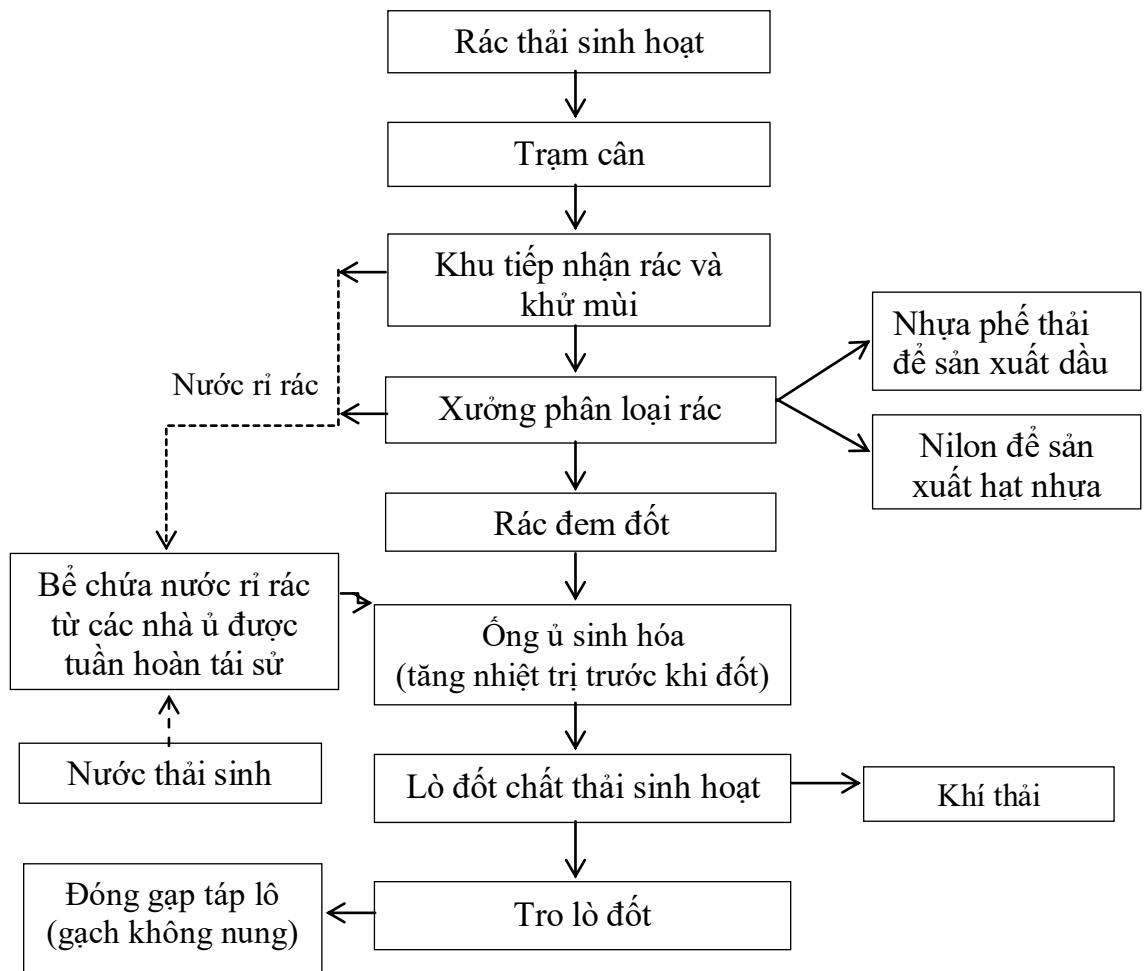 Rác thải sinh hoạt
Trạm cân
Khu tiếp nhận rác và
khử mùi
Nhựa phế thải
để sản xuất dầu
Nước rỉ rác
Xưởng phân loại rác
Nilon để sản
xuất hạt nhựa
Rác đem đốt
Bể chứa nước rỉ rác
từ các nhà ủ được
tuần hoàn tái sử
Ống ủ sinh hóa
(tăng nhiệt trị trước khi đốt)
Nước thải sinh
Lò đốt chất thải sinh hoạt
Khí thải
Đóng gạp táp lô
(gạch không nung)
Tro lò đốt